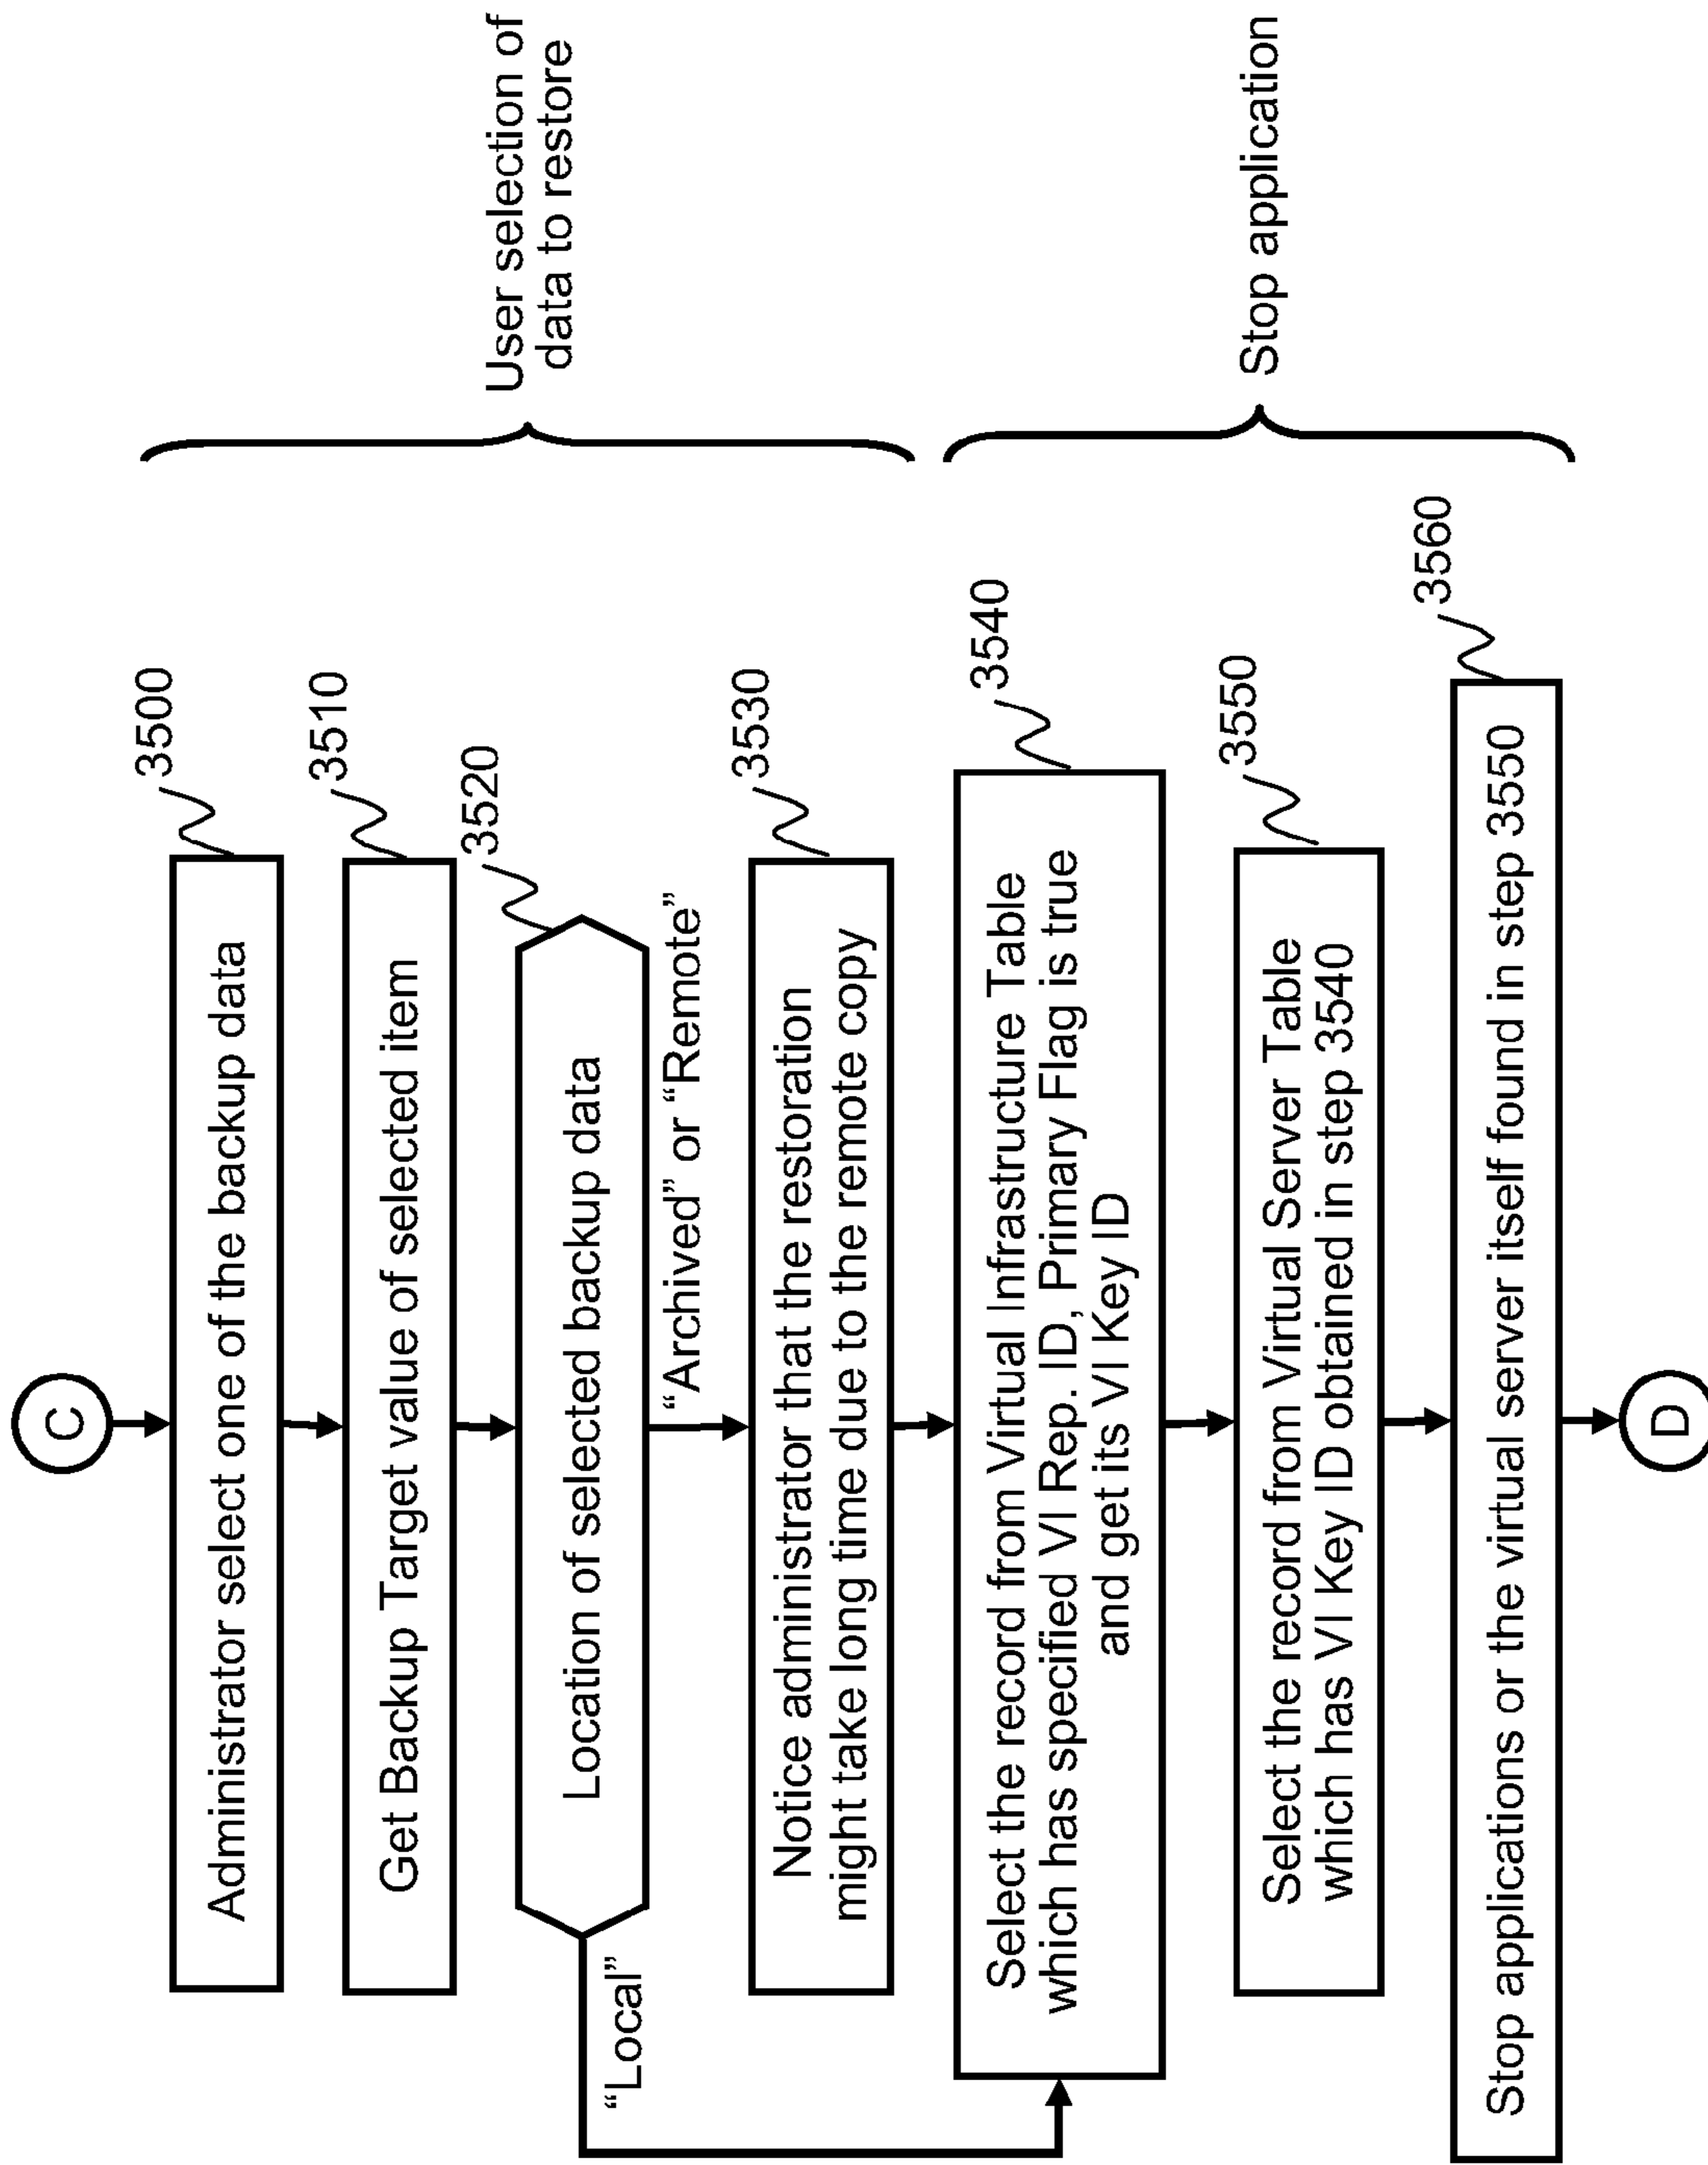 C
3500
Administrator select one of the backup data
3510
Get Backup Target value of selected item
3520
Location of selected backup data
“Local”
“Archived” or “Remote”
3530
Notice administrator that the restoration
might take long time due to the remote copy
User selection of
data to restore
3540
Select the record from Virtual Infrastructure Table
which has specified VI Rep. ID, Primary Flag is true
and get its VI Key ID
3550
Select the record from Virtual Server Table
which has VI Key ID obtained in step 3540
3560
Stop applications or the virtual server itself found in step 3550
Stop application
D